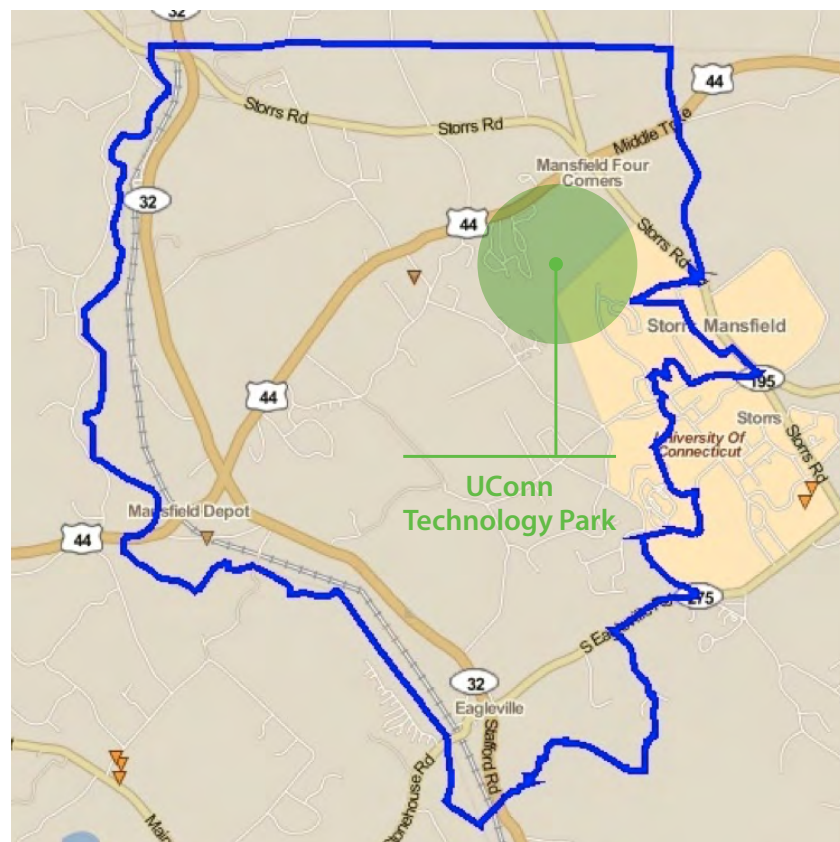 32
44
Storrs Rd
Storrs Rd
Middle Tpke
Mansfield Four
Corners
32
44
Storrs Rd
Storrs Mansfield
195
44
Storrs
University Of
Connecticut
Storrs Rd
UConn
Technology Park
Mansfield Depot
44
275
S Eagleville Rd
32
Eagleville
Stafford Rd
Stonehouse Rd
Main